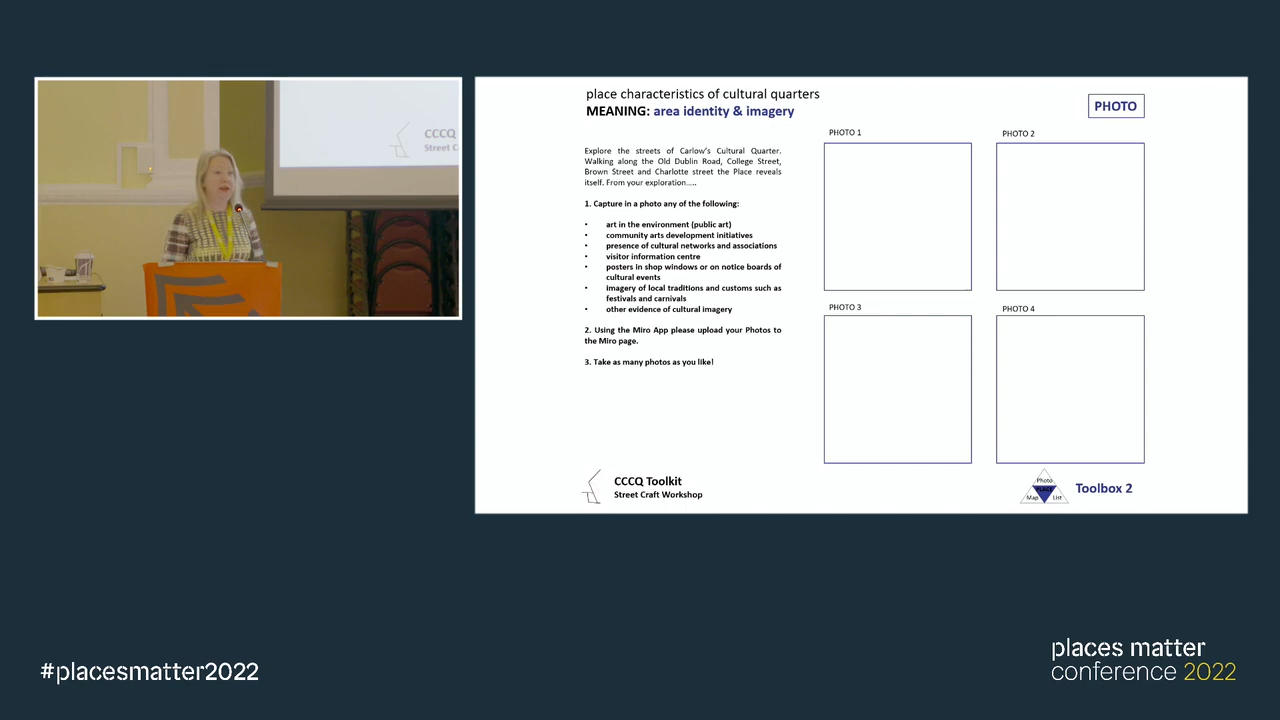 CCCQ
Street C
place characteristics of cultural quarters
MEANING: area identity & imagery
PHOTO
Explore the streets of Carlow's Cultural Quarter.
Walking along the Old Dublin Road, College Street,
Brown Street and Charlotte street the Place reveals
itself. From your exploration.....
1. Capture in a photo any of the following:
• art in the environment (public art)
• community arts development initiatives
• presence of cultural networks and associations
• visitor information centre
• posters in shop windows or on notice boards of
cultural events
• imagery of local traditions and customs such as
festivals and carnivals
• other evidence of cultural imagery
2. Using the Miro App please upload your Photos to
the Miro page.
3. Take as many photos as you like!
PHOTO 1
PHOTO 2
PHOTO 3
PHOTO 4
CCCQ Toolkit
Street Craft Workshop
Photo
PLACE
Map
List
Toolbox 2
#placesmatter2022
places matter
conference 2022